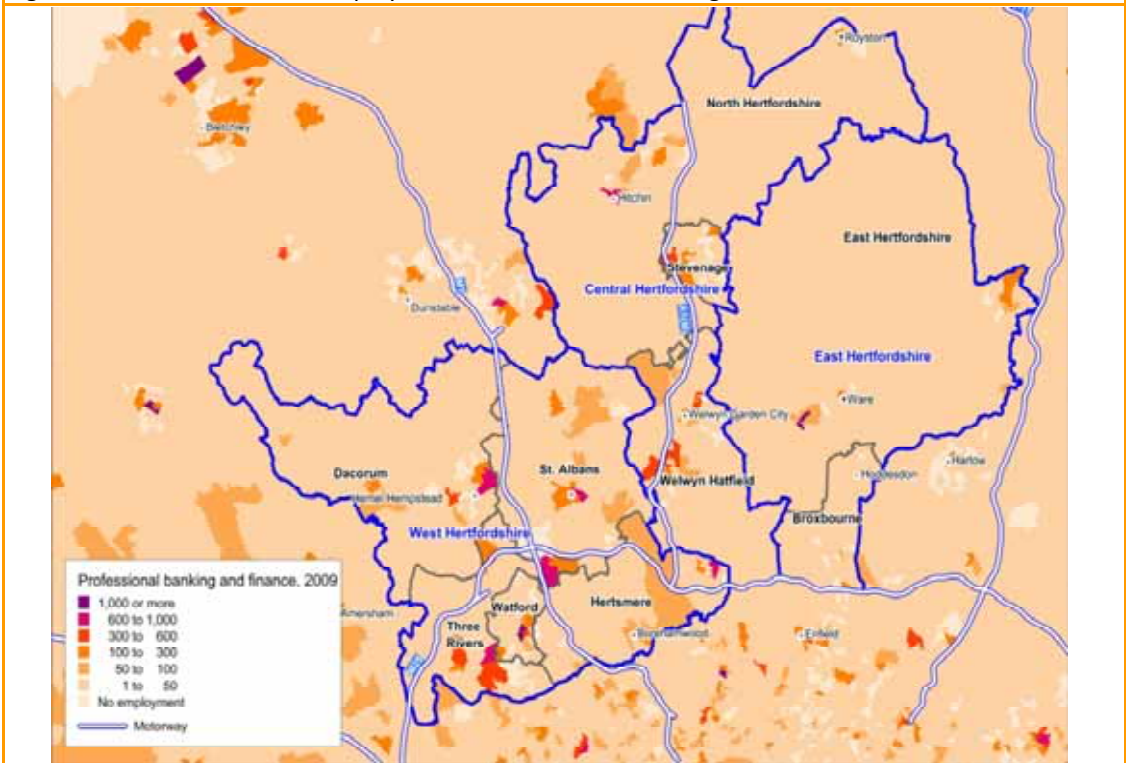 Royston
North Hertfordshire
Bletchley
Hitchin
East Hertfordshire
Stevenage
Central Hertfordshire
Dunstable
East Hertfordshire
Ware
Welwyn Garden City
Harlow
St. Albans
Dacorum
Welwyn Hatfield
Hoddesdon
Hemel Hempstead
Broxbourne
West Hertfordshire
Professional banking and finance. 2009
1,000 or more
600 to 1,000
300 to 600
100 to 300
50 to 100
1 to 50
No employment
Motorway
Amersham
Watford
Hertsmere
Three
Rivers
Borehamwood
Enfield